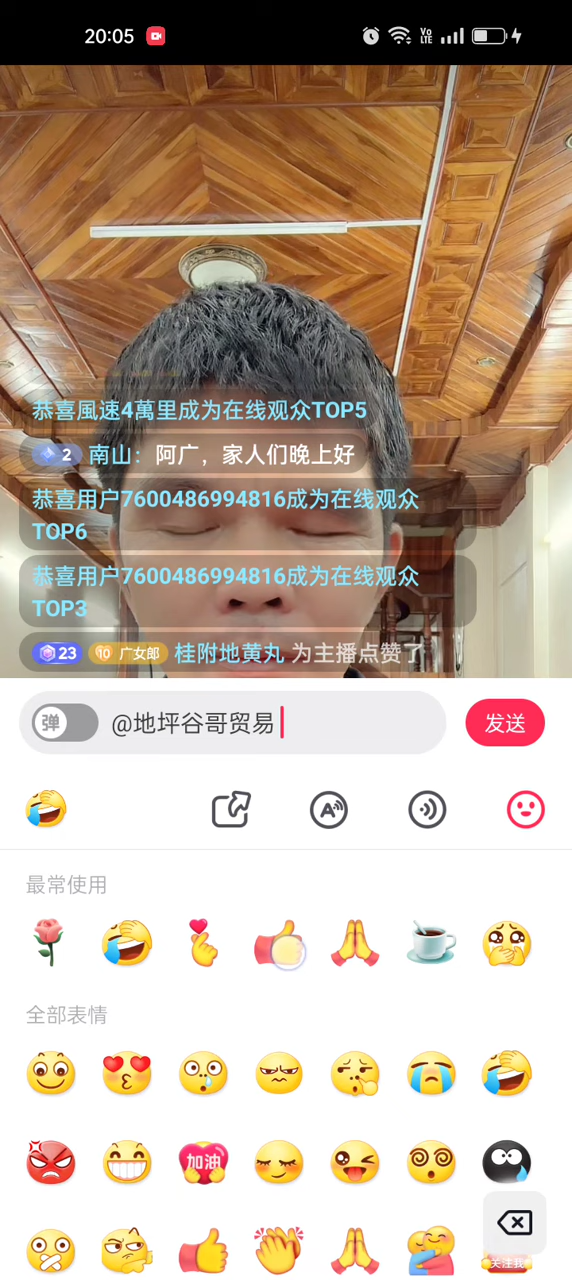 20:05
Vo
LTE
恭喜風速4萬里成为在线观众TOP5
2 南山：阿广，家人们晚上好
恭喜用户7600486994816成为在线观众
TOP6
恭喜用户7600486994816成为在线观众
TOP3
23 10 广女郎 桂附地黄丸 为主播点赞了
弹 @地坪谷哥贸易
发送
A
最常使用
全部表情
加油
关注我